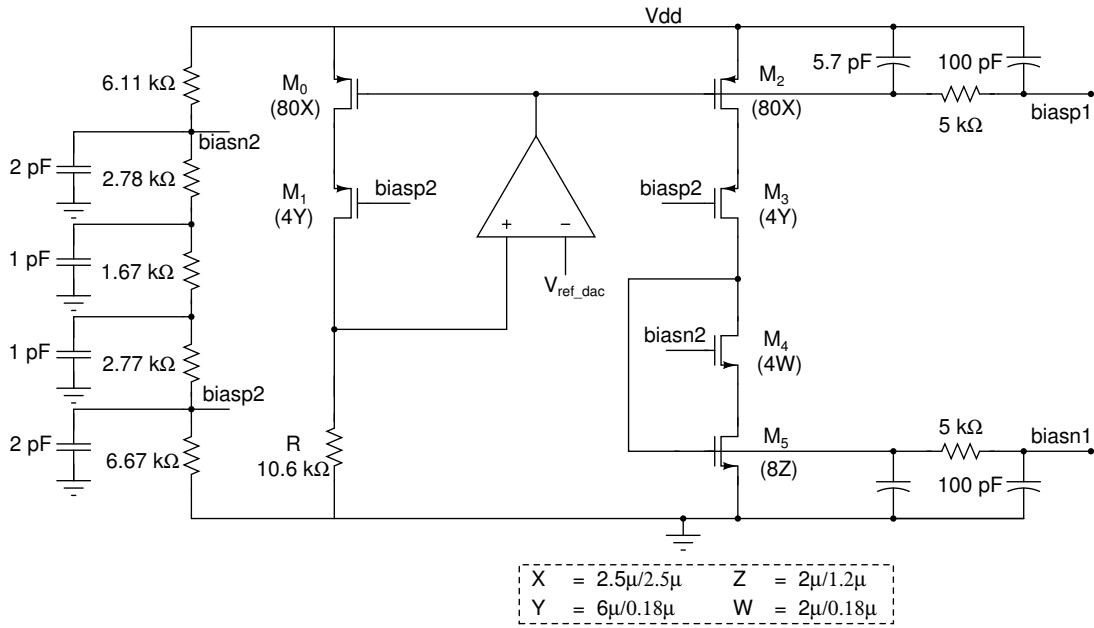 Vdd
6.11 kΩ
biasn2
2 pF
2.78 kΩ
1 pF
1.67 kΩ
1 pF
2.77 kΩ
biasp2
2 pF
6.67 kΩ
M0
(80X)
M1
(4Y)
biasp2
R
10.6 kΩ
+
−
Vref_dac
M2
(80X)
biasp2
M3
(4Y)
biasn2
M4
(4W)
M5
(8Z)
5.7 pF
100 pF
5 kΩ
biasp1
5 kΩ
biasn1
100 pF
X = 2.5μ/2.5μ Z = 2μ/1.2μ
Y = 6μ/0.18μ W = 2μ/0.18μ